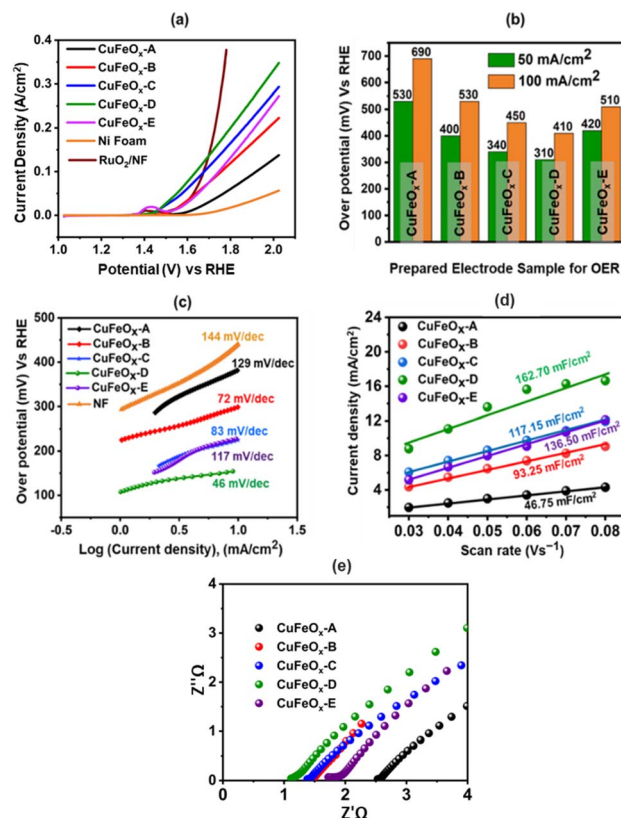 (a)
Current Density (A/cm²)
0.4
0.3
0.2
0.1
0.0
CuFeOₓ-A
CuFeOₓ-B
CuFeOₓ-C
CuFeOₓ-D
CuFeOₓ-E
Ni Foam
RuO₂/NF
1.0 1.2 1.4 1.6 1.8 2.0
Potential (V) vs RHE
(b)
Over potential (mV) Vs RHE
700
600
500
400
300
200
100
0
50 mA/cm²
100 mA/cm²
530 690 400 530 340 450 310 410 420 510
CuFeOₓ-A
CuFeOₓ-B
CuFeOₓ-C
CuFeOₓ-D
CuFeOₓ-E
Prepared Electrode Sample for OER
(c)
Over potential (mV) Vs RHE
500
400
300
200
100
CuFeOX-A
CuFeOX-B
CuFeOX-C
CuFeOX-D
CuFeOX-E
NF
144 mV/dec
129 mV/dec
72 mV/dec
83 mV/dec
117 mV/dec
46 mV/dec
-0.5 0.0 0.5 1.0 1.5
Log (Current density), (mA/cm²)
(d)
Current density (mA/cm²)
24
20
16
12
8
4
CuFeOX-A
CuFeOX-B
CuFeOX-C
CuFeOX-D
CuFeOX-E
162.70 mF/cm²
117.15 mF/cm²
136.50 mF/cm²
93.25 mF/cm²
46.75 mF/cm²
0.03 0.04 0.05 0.06 0.07 0.08
Scan rate (Vs⁻¹)
(e)
Z''Ω
4
3
2
1
0
CuFeOₓ-A
CuFeOₓ-B
CuFeOₓ-C
CuFeOₓ-D
CuFeOₓ-E
0 1 2 3 4
Z'Ω